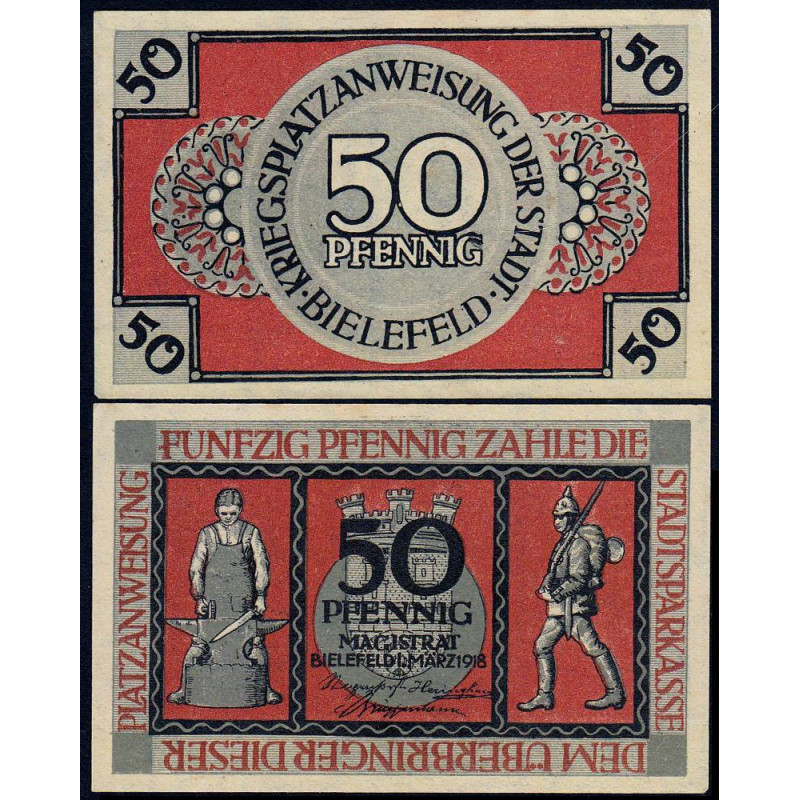 50
50
KRIEGSPLATZANWEISUNG DER STADT
50
PFENNIG
· BIELEFELD ·
50
50
FUNFZIG PFENNIG ZAHLE DIE
STADTSPARKASSE
DEM ÜBERBRINGER DIESER
PLATZANWEISUNG
50
PFENNIG
MAGISTRAT
BIELEFELD 1. MÄRZ 1918